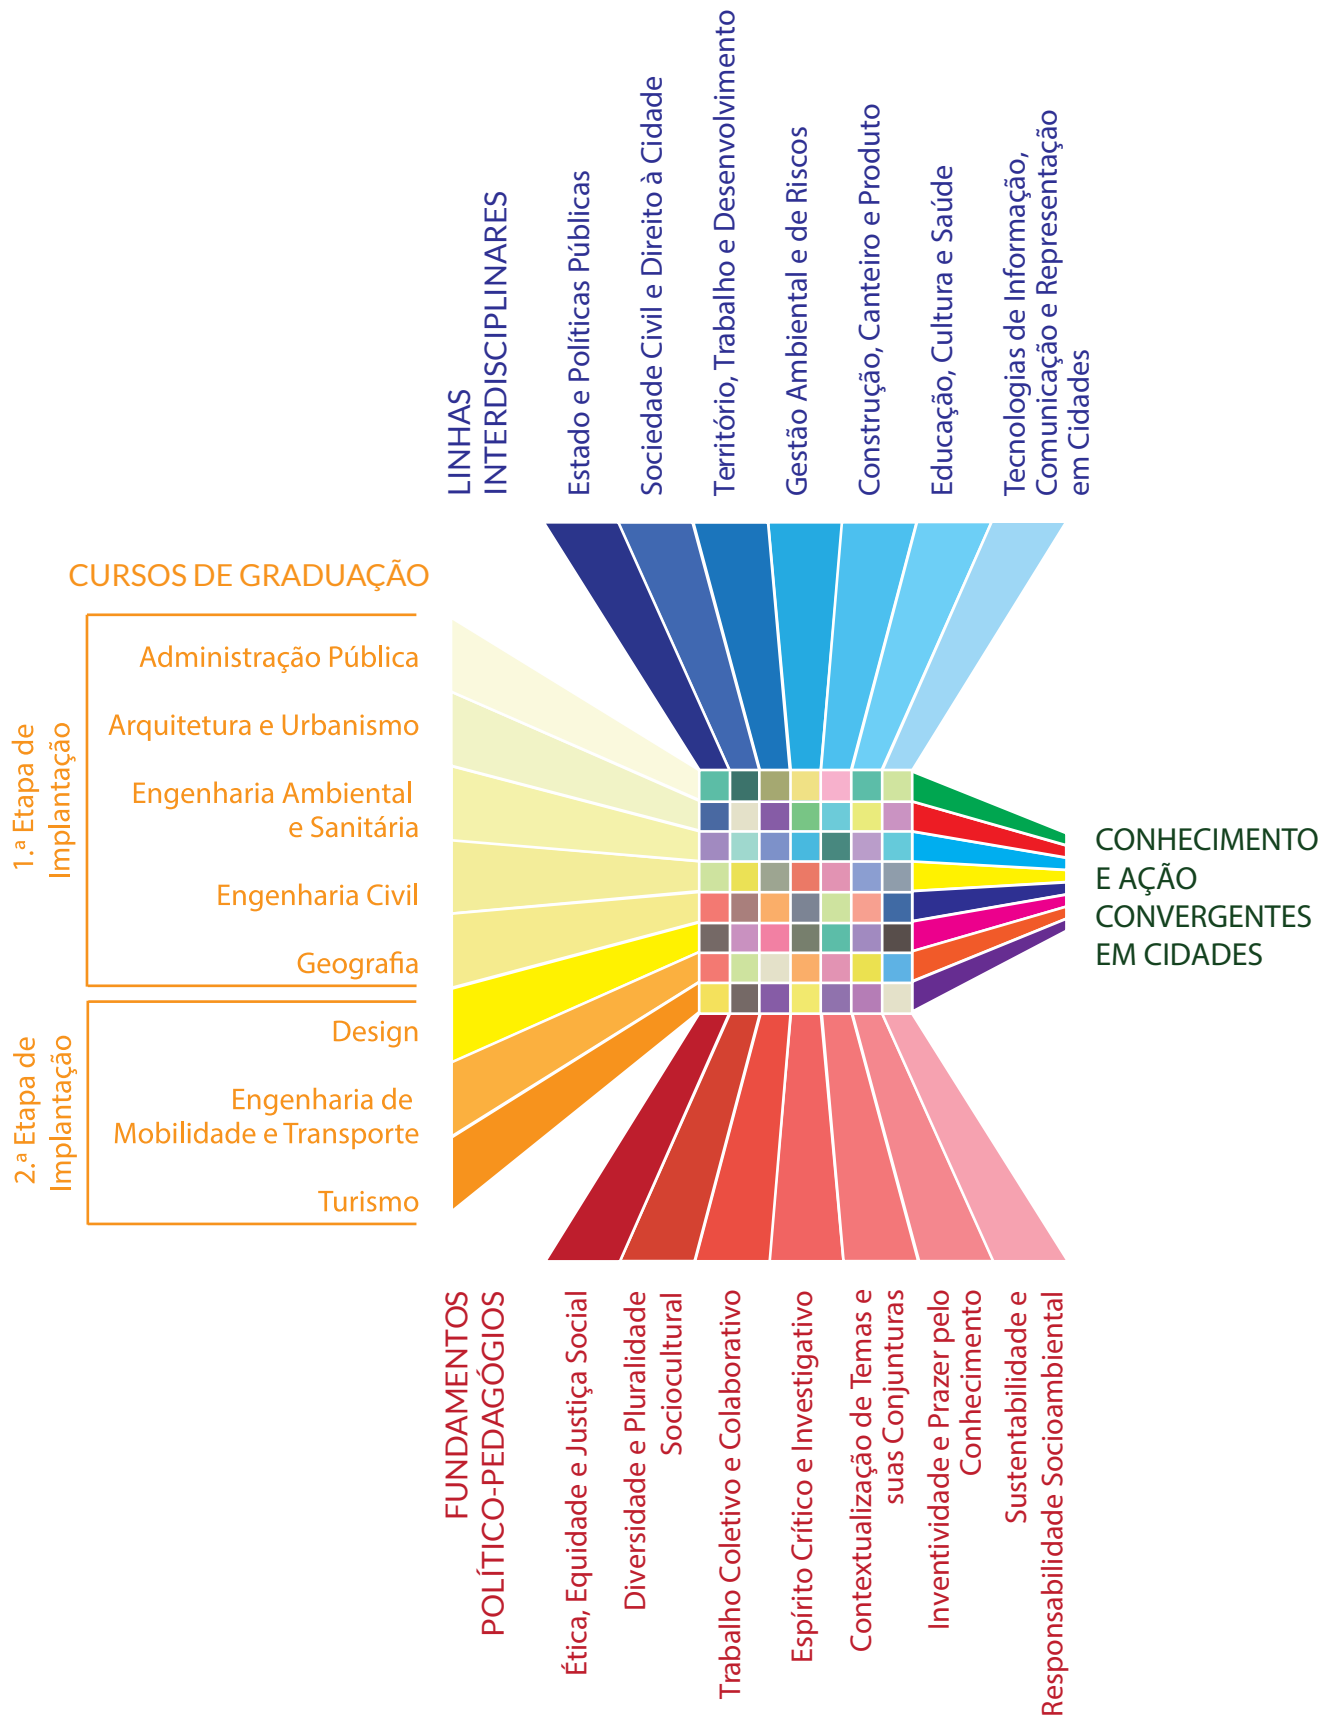 LINHAS
INTERDISCIPLINARES
Estado e Políticas Públicas
Sociedade Civil e Direito à Cidade
Território, Trabalho e Desenvolvimento
Gestão Ambiental e de Riscos
Construção, Canteiro e Produto
Educação, Cultura e Saúde
Tecnologias de Informação,
Comunicação e Representação
em Cidades
CURSOS DE GRADUAÇÃO
1.ª Etapa de
Implantação
Administração Pública
Arquitetura e Urbanismo
Engenharia Ambiental
e Sanitária
Engenharia Civil
Geografia
2.ª Etapa de
Implantação
Design
Engenharia de
Mobilidade e Transporte
Turismo
CONHECIMENTO
E AÇÃO
CONVERGENTES
EM CIDADES
FUNDAMENTOS
POLÍTICO-PEDAGÓGIOS
Ética, Equidade e Justiça Social
Diversidade e Pluralidade
Sociocultural
Trabalho Coletivo e Colaborativo
Espírito Crítico e Investigativo
Contextualização de Temas e
suas Conjunturas
Inventividade e Prazer pelo
Conhecimento
Sustentabilidade e
Responsabilidade Socioambiental